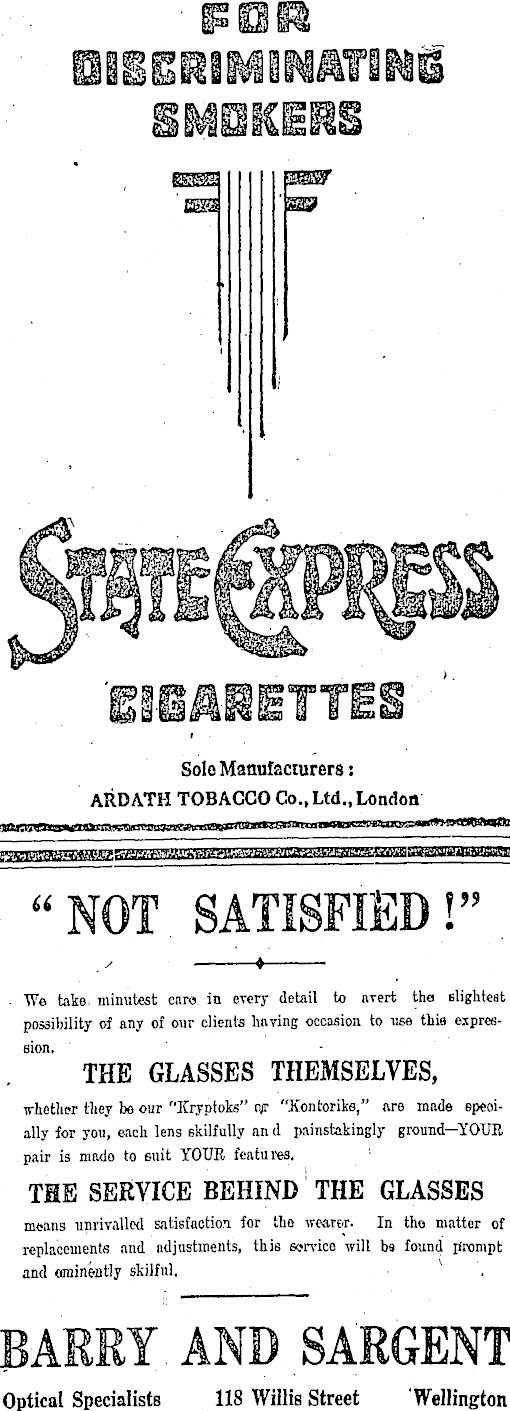 FOR
DISCRIMINATING
SMOKERS
STATE EXPRESS
CIGARETTES
Sole Manufacturers:
ARDATH TOBACCO Co., Ltd., London
"NOT SATISFIED!"
We take minutest care in every detail to avert the slightest
possibility of any of our clients having occasion to use this expres-
sion.
THE GLASSES THEMSELVES,
whether they be our "Kryptoks" or "Kontoriks," are made speci-
ally for you, each lens skilfully and painstakingly ground—YOUR
pair is made to suit YOUR features.
THE SERVICE BEHIND THE GLASSES
means unrivalled satisfaction for the wearer. In the matter of
replacements and adjustments, this service will be found prompt
and eminently skilful.
BARRY AND SARGENT
Optical Specialists 118 Willis Street Wellington